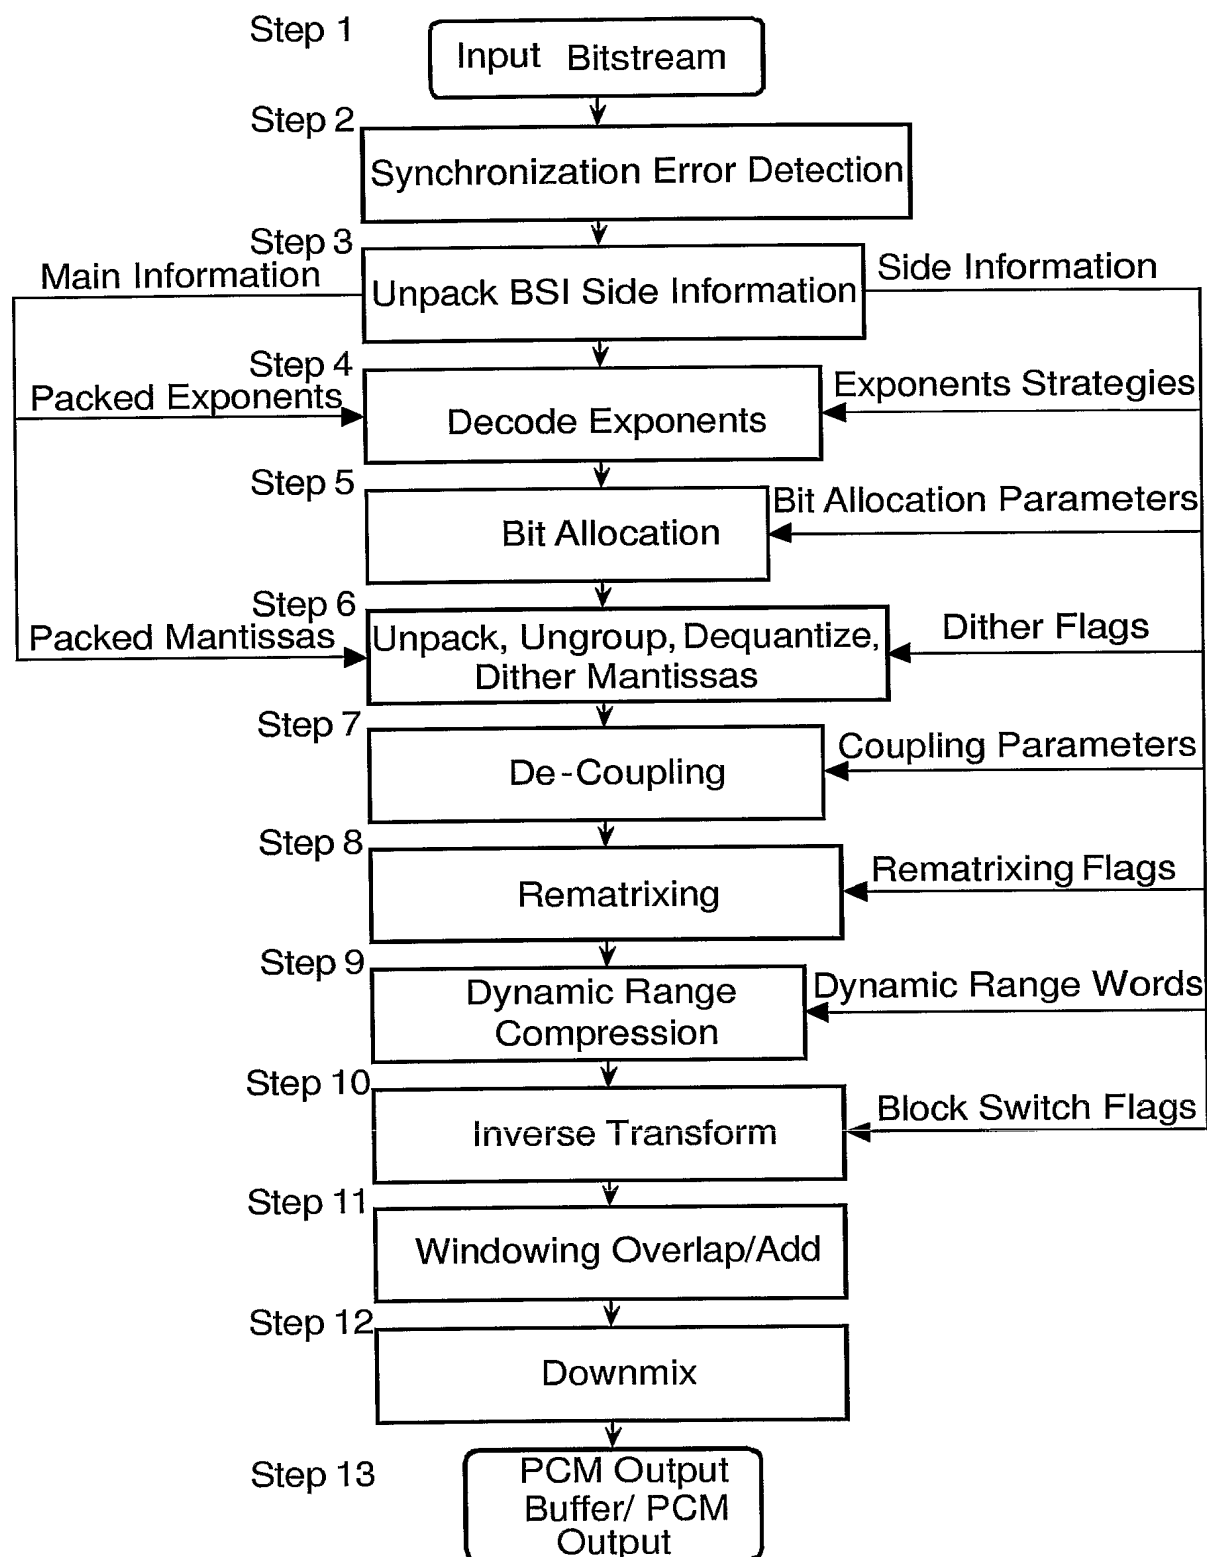 Step 1
Input Bitstream
Step 2
Synchronization Error Detection
Step 3
Main Information
Unpack BSI Side Information
Side Information
Step 4
Packed Exponents
Decode Exponents
Exponents Strategies
Step 5
Bit Allocation
Bit Allocation Parameters
Step 6
Packed Mantissas
Unpack, Ungroup, Dequantize,
Dither Mantissas
Dither Flags
Step 7
De-Coupling
Coupling Parameters
Step 8
Rematrixing
Rematrixing Flags
Step 9
Dynamic Range
Compression
Dynamic Range Words
Step 10
Inverse Transform
Block Switch Flags
Step 11
Windowing Overlap/Add
Step 12
Downmix
Step 13
PCM Output
Buffer/ PCM
Output